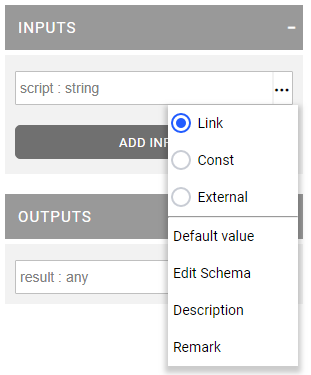 INPUTS
script : string
ADD INP
Link
Const
External
OUTPUTS
Default value
Edit Schema
result : any
Description
Remark